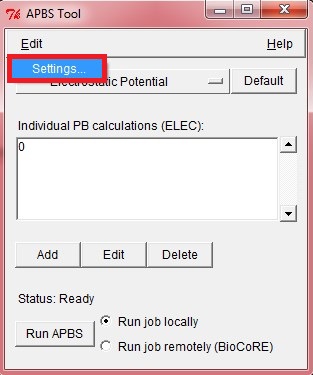 7k APBS Tool
Edit Help
Settings...
Electrostatic Potential Default
Individual PB calculations (ELEC):
0
Add Edit Delete
Status: Ready
Run APBS
Run job locally
Run job remotely (BioCoRE)